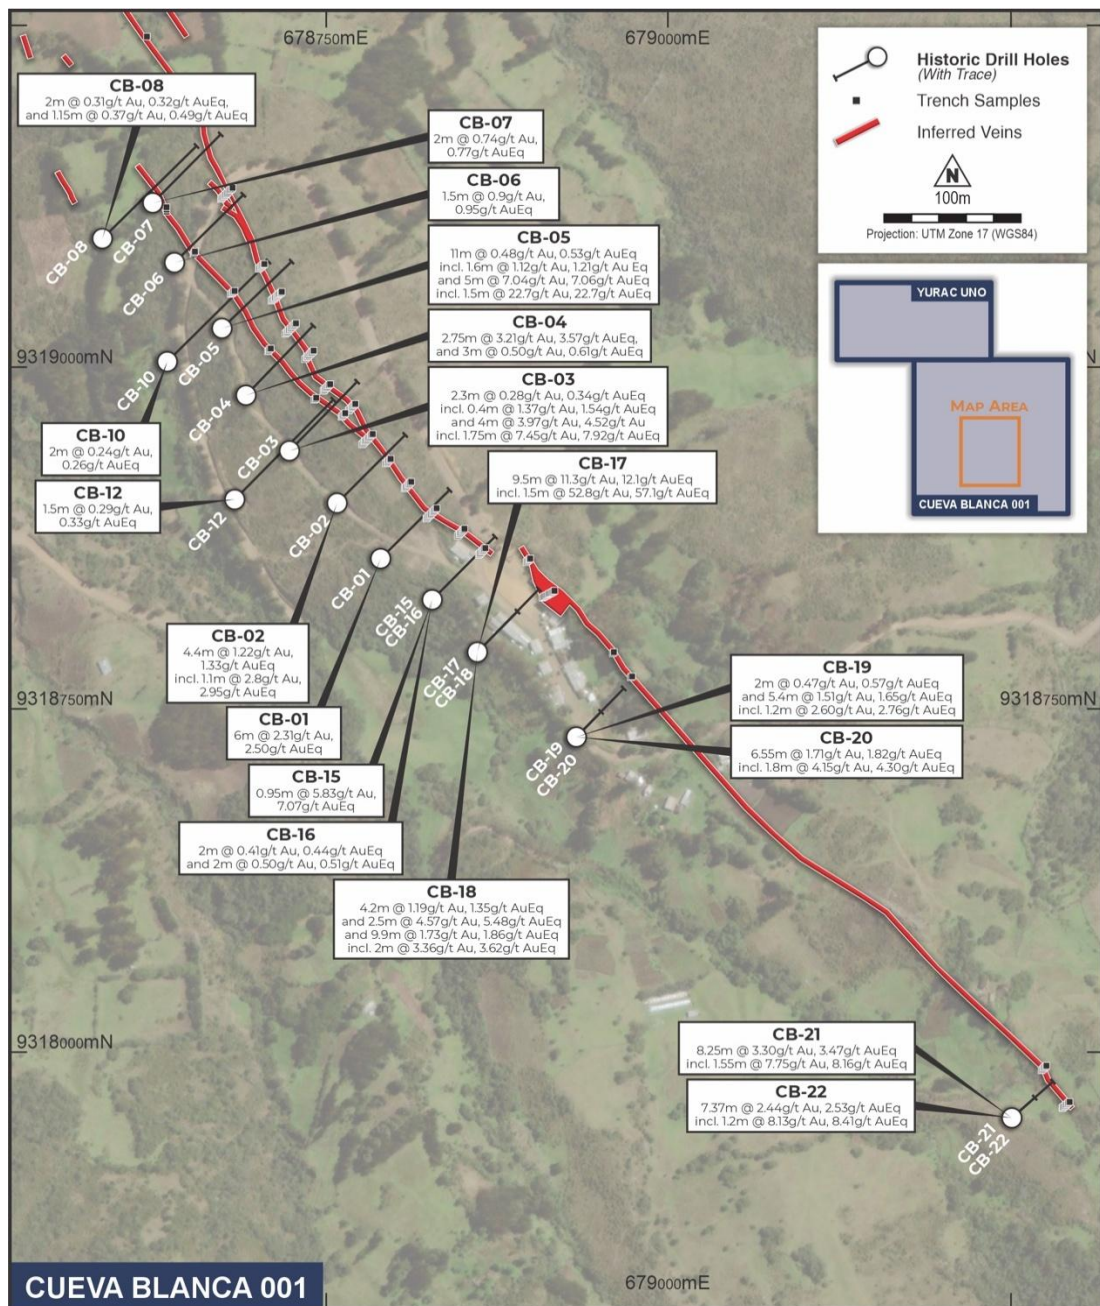 678750mE
679000mE
Historic Drill Holes
(With Trace)
Trench Samples
Inferred Veins
N
100m
Projection: UTM Zone 17 (WGS84)
YURAC UNO
MAP AREA
CUEVA BLANCA 001
CB-08
2m @ 0.31g/t Au, 0.32g/t AuEq,
and 1.15m @ 0.37g/t Au, 0.49g/t AuEq
CB-07
2m @ 0.74g/t Au,
0.77g/t AuEq
CB-06
1.5m @ 0.9g/t Au,
0.95g/t AuEq
CB-05
11m @ 0.48g/t Au, 0.53g/t AuEq
incl. 1.6m @ 1.12g/t Au, 1.21g/t Au Eq
and 5m @ 7.04g/t Au, 7.06g/t AuEq
incl. 1.5m @ 22.7g/t Au, 22.7g/t AuEq
CB-04
2.75m @ 3.21g/t Au, 3.57g/t AuEq,
and 3m @ 0.50g/t Au, 0.61g/t AuEq
CB-03
2.3m @ 0.28g/t Au, 0.34g/t AuEq
incl. 0.4m @ 1.37g/t Au, 1.54g/t AuEq
and 4m @ 3.97g/t Au, 4.52g/t Au
incl. 1.75m @ 7.45g/t Au, 7.92g/t AuEq
CB-17
9.5m @ 11.3g/t Au, 12.1g/t AuEq
incl. 1.5m @ 52.8g/t Au, 57.1g/t AuEq
CB-08
CB-07
CB-06
9319000mN
CB-10
CB-05
CB-04
CB-10
2m @ 0.24g/t Au,
0.26g/t AuEq
CB-03
CB-12
1.5m @ 0.29g/t Au,
0.33g/t AuEq
CB-12
CB-02
CB-01
CB-15
CB-16
CB-17
CB-18
CB-02
4.4m @ 1.22g/t Au,
1.33g/t AuEq
incl. 1.1m @ 2.8g/t Au,
2.95g/t AuEq
CB-01
6m @ 2.31g/t Au,
2.50g/t AuEq
CB-15
0.95m @ 5.83g/t Au,
7.07g/t AuEq
CB-16
2m @ 0.41g/t Au, 0.44g/t AuEq
and 2m @ 0.50g/t Au, 0.51g/t AuEq
CB-18
4.2m @ 1.19g/t Au, 1.35g/t AuEq
and 2.5m @ 4.57g/t Au, 5.48g/t AuEq
and 9.9m @ 1.73g/t Au, 1.86g/t AuEq
incl. 2m @ 3.36g/t Au, 3.62g/t AuEq
9318750mN
9318750mN
CB-19
CB-20
CB-19
2m @ 0.47g/t Au, 0.57g/t AuEq
and 5.4m @ 1.51g/t Au, 1.65g/t AuEq
incl. 1.2m @ 2.60g/t Au, 2.76g/t AuEq
CB-20
6.55m @ 1.71g/t Au, 1.82g/t AuEq
incl. 1.8m @ 4.15g/t Au, 4.30g/t AuEq
9318000mN
CB-21
8.25m @ 3.30g/t Au, 3.47g/t AuEq
incl. 1.55m @ 7.75g/t Au, 8.16g/t AuEq
CB-22
7.37m @ 2.44g/t Au, 2.53g/t AuEq
incl. 1.2m @ 8.13g/t Au, 8.41g/t AuEq
CB-21
CB-22
CUEVA BLANCA 001
679000mE